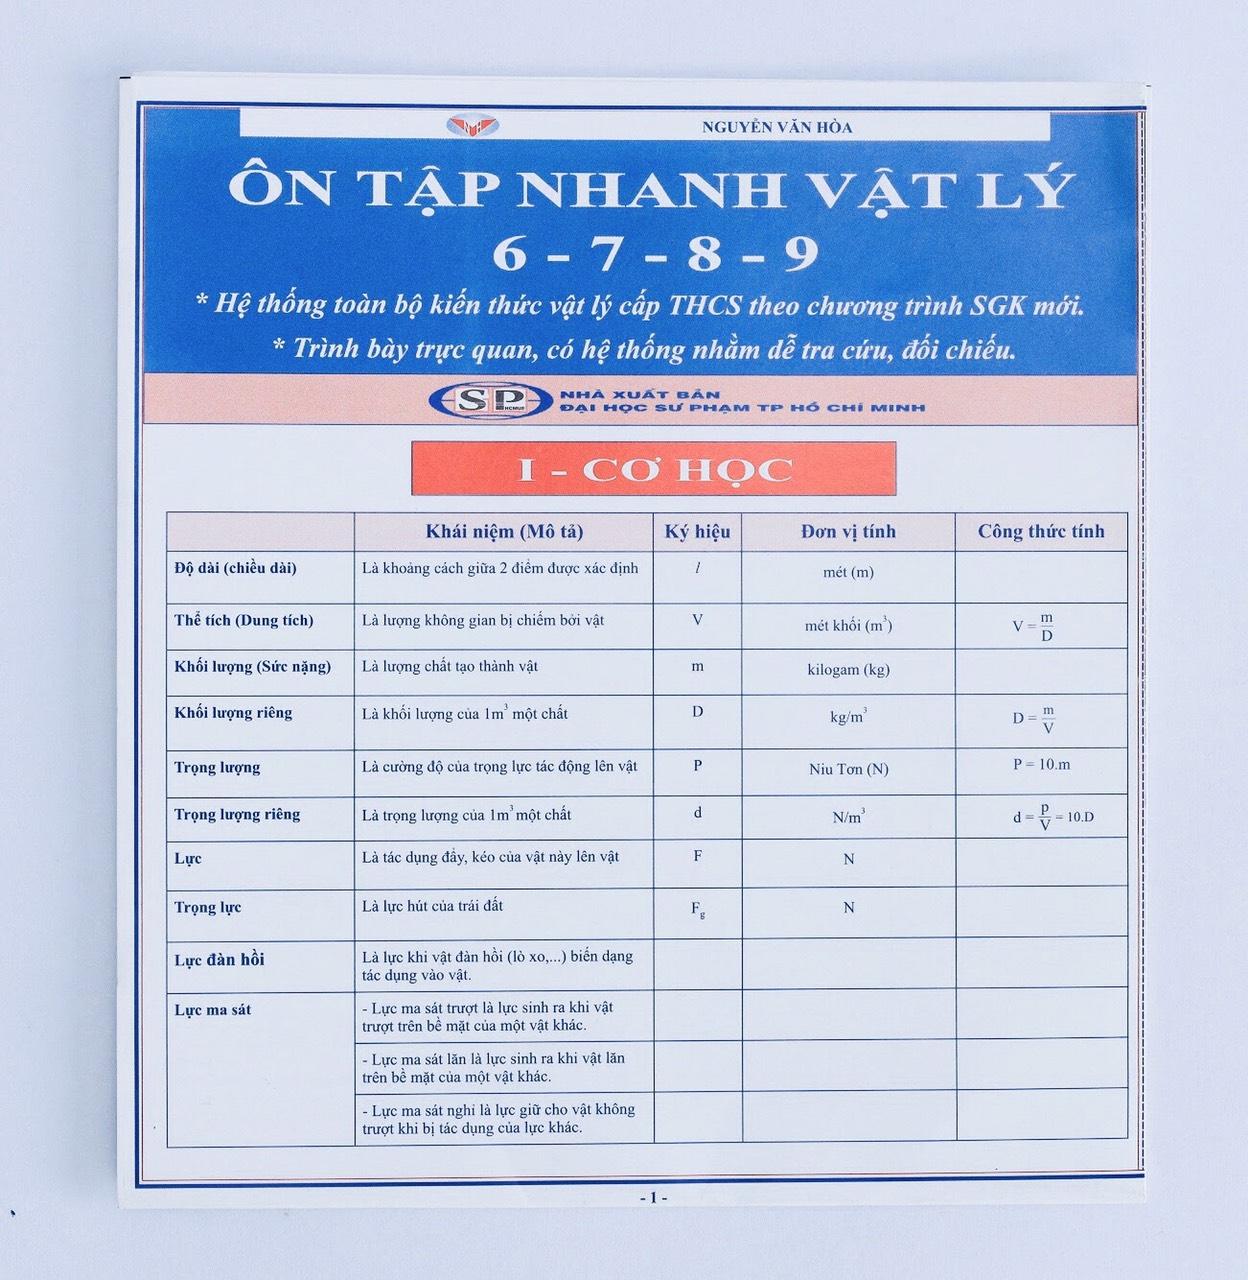 NGUYỄN VĂN HÒA
ÔN TẬP NHANH VẬT LÝ
6 - 7 - 8 - 9
* Hệ thống toàn bộ kiến thức vật lý cấp THCS theo chương trình SGK mới.
* Trình bày trực quan, có hệ thống nhằm dễ tra cứu, đối chiếu.
SP
HCMUP
NHÀ XUẤT BẢN
ĐẠI HỌC SƯ PHẠM TP HỒ CHÍ MINH
I - CƠ HỌC
Khái niệm (Mô tả) Ký hiệu Đơn vị tính Công thức tính
Độ dài (chiều dài) Là khoảng cách giữa 2 điểm được xác định l mét (m)
Thể tích (Dung tích) Là lượng không gian bị chiếm bởi vật V mét khối (m³) V = m/D
Khối lượng (Sức nặng) Là lượng chất tạo thành vật m kilogam (kg)
Khối lượng riêng Là khối lượng của 1m³ một chất D kg/m³ D = m/V
Trọng lượng Là cường độ của trọng lực tác động lên vật P Niu Tơn (N) P = 10.m
Trọng lượng riêng Là trọng lượng của 1m³ một chất d N/m³ d = p/V = 10.D
Lực Là tác dụng đẩy, kéo của vật này lên vật F N
Trọng lực Là lực hút của trái đất Fg N
Lực đàn hồi Là lực khi vật đàn hồi (lò xo,...) biến dạng
tác dụng vào vật.
Lực ma sát - Lực ma sát trượt là lực sinh ra khi vật
trượt trên bề mặt của một vật khác.
- Lực ma sát lăn là lực sinh ra khi vật lăn
trên bề mặt của một vật khác.
- Lực ma sát nghỉ là lực giữ cho vật không
trượt khi bị tác dụng của lực khác.
- 1 -